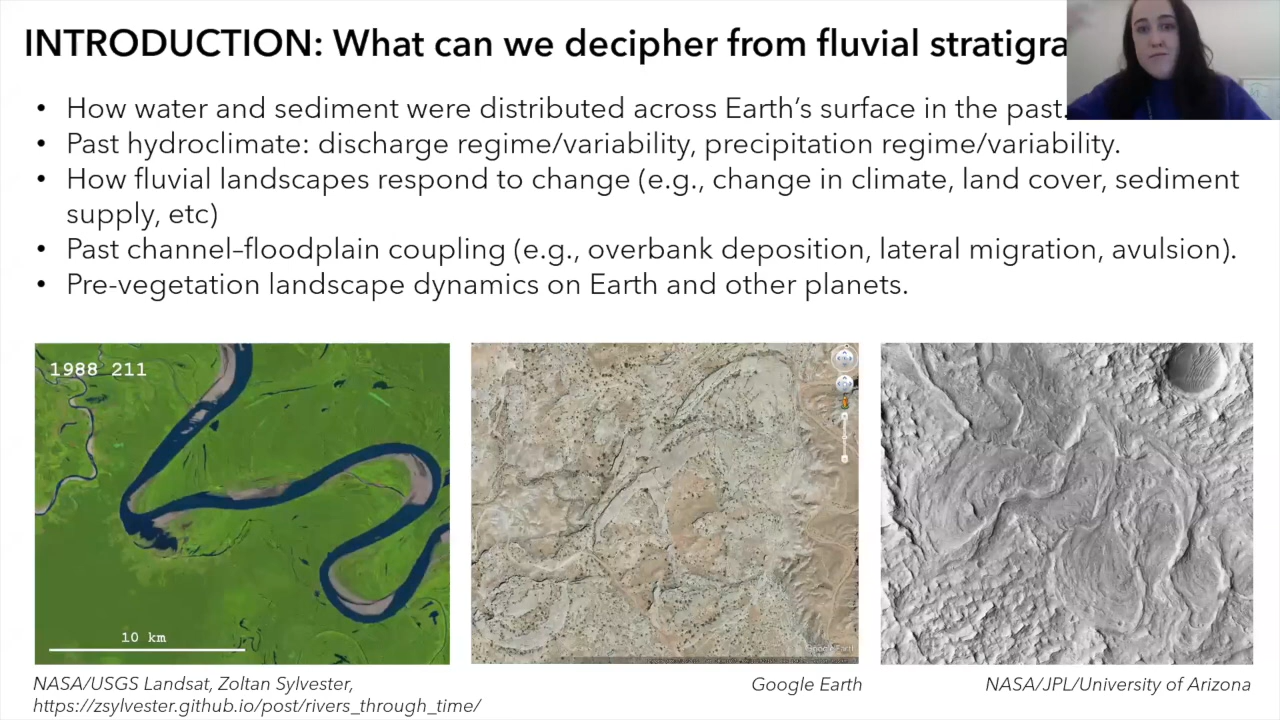 INTRODUCTION: What can we decipher from fluvial stratigra
• How water and sediment were distributed across Earth's surface in the past.
• Past hydroclimate: discharge regime/variability, precipitation regime/variability.
• How fluvial landscapes respond to change (e.g., change in climate, land cover, sediment
supply, etc)
• Past channel–floodplain coupling (e.g., overbank deposition, lateral migration, avulsion).
• Pre-vegetation landscape dynamics on Earth and other planets.
1988 211
10 km
Google Earth
NASA/USGS Landsat, Zoltan Sylvester,
https://zsylvester.github.io/post/rivers_through_time/
Google Earth
NASA/JPL/University of Arizona